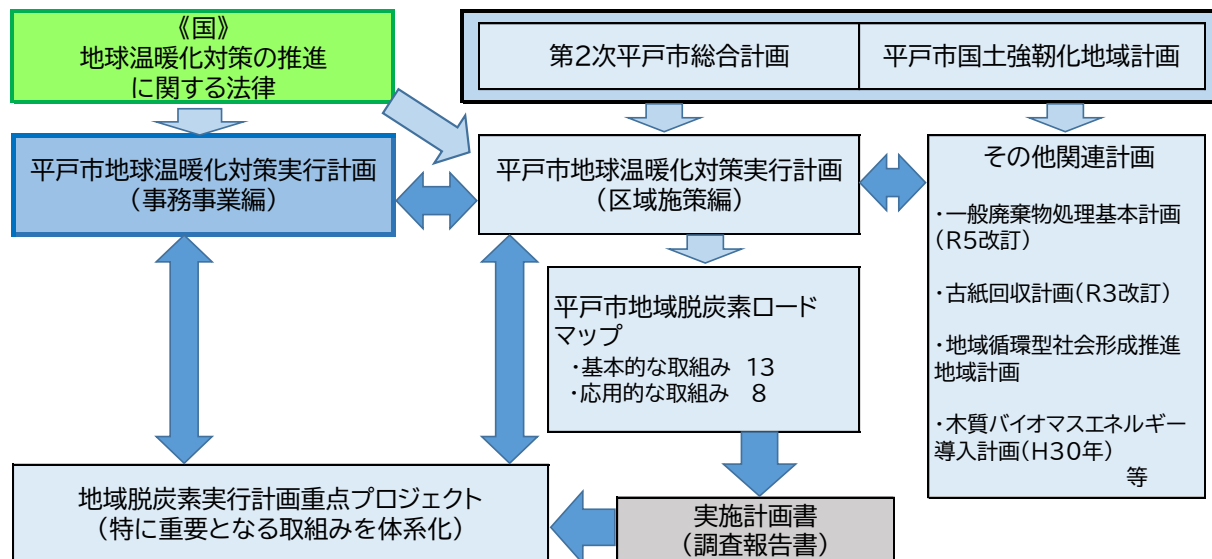 《国》
地球温暖化対策の推進
に関する法律
第2次平戸市総合計画
平戸市国土強靭化地域計画
平戸市地球温暖化対策実行計画
（事務事業編）
平戸市地球温暖化対策実行計画
（区域施策編）
その他関連計画
・一般廃棄物処理基本計画
(R5改訂）
・古紙回収計画(R3改訂）
・地域循環型社会形成推進
地域計画
・木質バイオマスエネルギー
導入計画(H30年）
等
平戸市地域脱炭素ロード
マップ
・基本的な取組み 13
・応用的な取組み 8
地域脱炭素実行計画重点プロジェクト
（特に重要となる取組みを体系化）
実施計画書
（調査報告書）